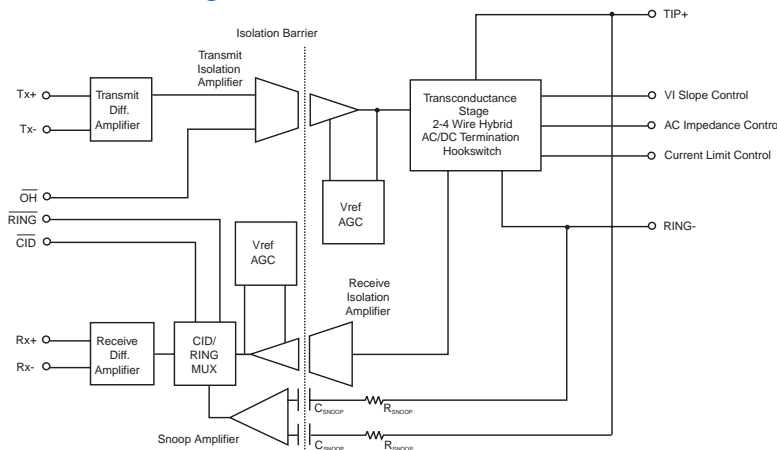 Isolation Barrier
TIP+
Transmit
Isolation
Amplifier
Tx+
Tx-
Transmit
Diff.
Amplifier
Transconductance
Stage
2-4 Wire Hybrid
AC/DC Termination
Hookswitch
VI Slope Control
AC Impedance Control
Current Limit Control
OH
RING
CID
Vref
AGC
Vref
AGC
RING-
Receive
Isolation
Amplifier
Rx+
Rx-
Receive
Diff.
Amplifier
CID/
RING
MUX
CSNOOP
RSNOOP
Snoop Amplifier
CSNOOP
RSNOOP